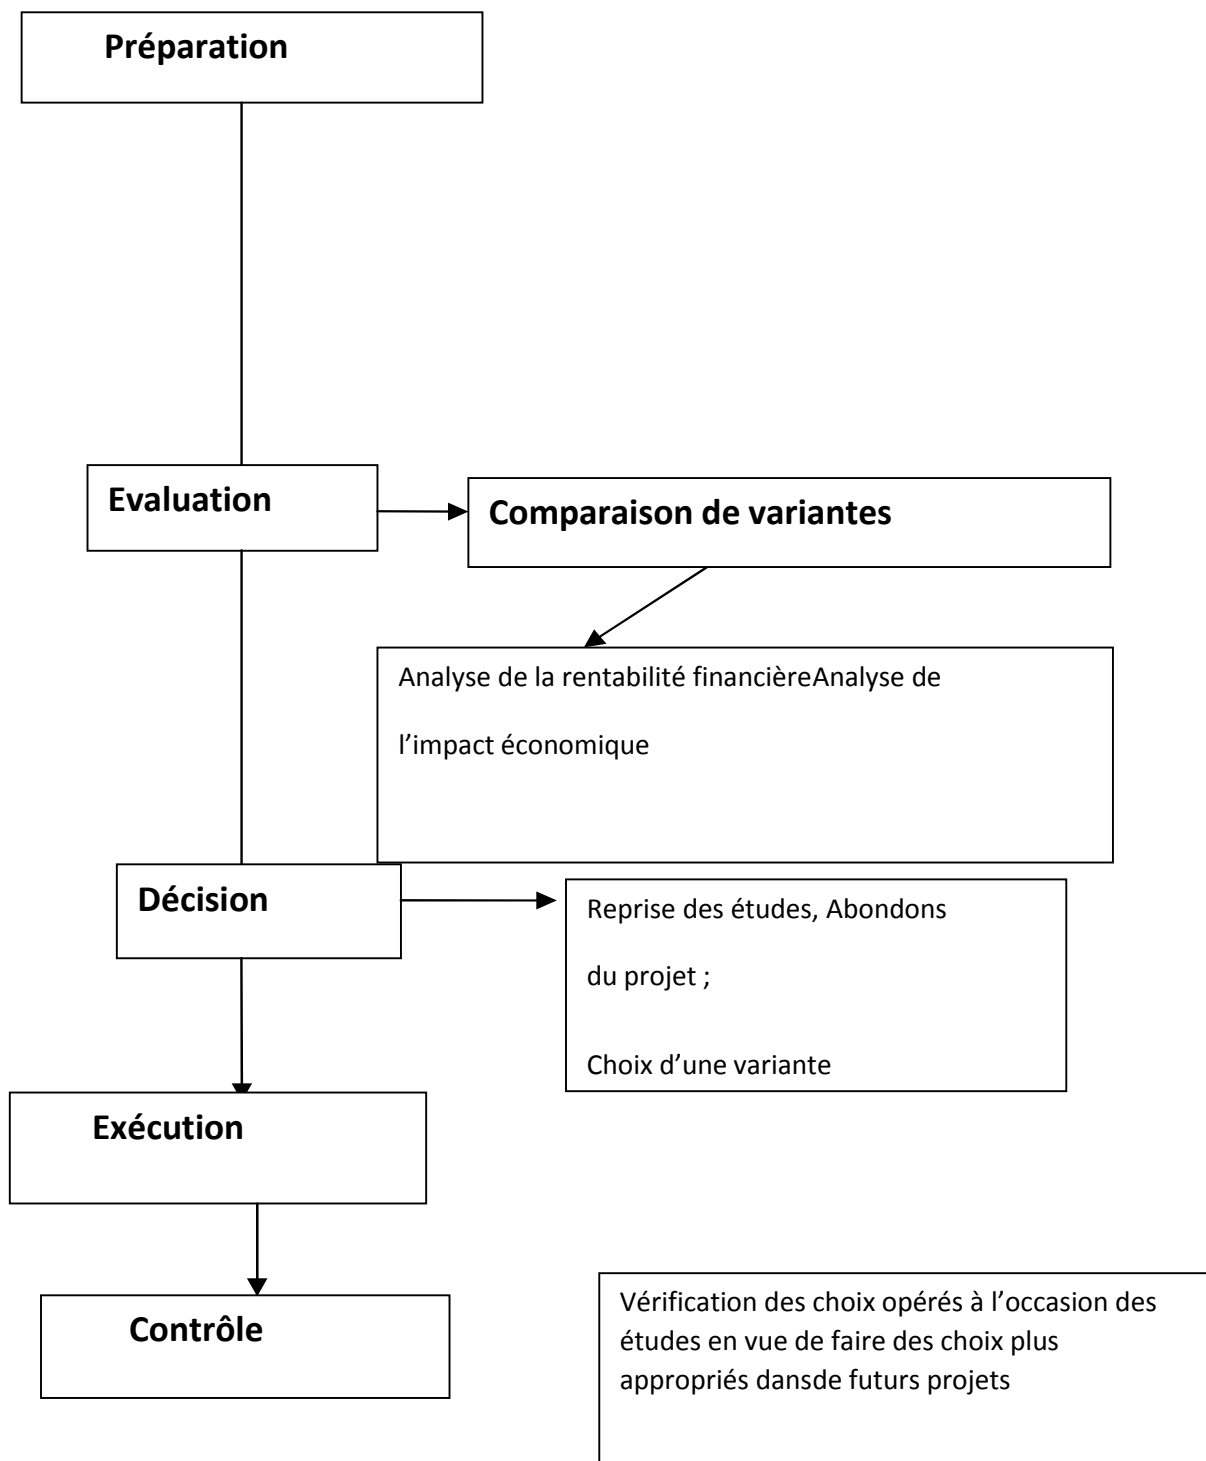 Préparation
Evaluation
Comparaison de variantes
Analyse de la rentabilité financièreAnalyse de
l’impact économique
Décision
Reprise des études, Abondons
du projet ;
Choix d’une variante
Exécution
Contrôle
Vérification des choix opérés à l’occasion des
études en vue de faire des choix plus
appropriés dansde futurs projets